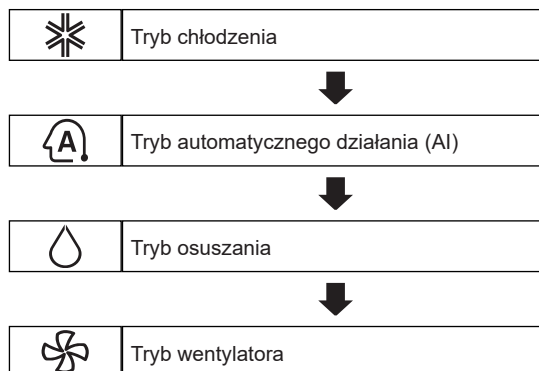 Tryb chłodzenia
A
Tryb automatycznego działania (AI)
Tryb osuszania
Tryb wentylatora